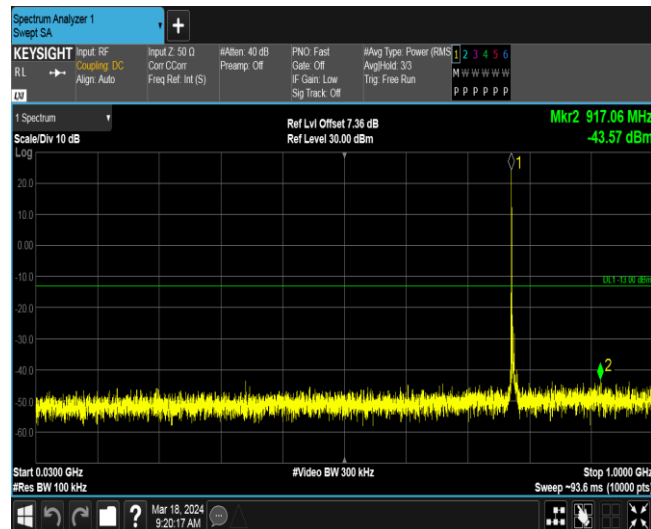 Spectrum Analyzer 1
Swept SA
+
KEYSIGHT
RL
LXI
Input: RF
Coupling: DC
Align: Auto
Input Z: 50 Ω
Corr CCorr
Freq Ref: Int (S)
#Atten: 40 dB
Preamp: Off
PNO: Fast
Gate: Off
IF Gain: Low
Sig Track: Off
#Avg Type: Power (RMS
Avg|Hold: 3/3
Trig: Free Run
1 2 3 4 5 6
M W W W W W
P P P P P P
1 Spectrum
Scale/Div 10 dB
Log
Ref Lvl Offset 7.36 dB
Ref Level 30.00 dBm
Mkr2 917.06 MHz
-43.57 dBm
1
20.0
10.0
0.00
-10.0
DL1 -13.00 dBm
-20.0
-30.0
-40.0
2
-50.0
-60.0
Start 0.0300 GHz
#Res BW 100 kHz
#Video BW 300 kHz
Stop 1.0000 GHz
Sweep ~93.6 ms (10000 pts)
?
Mar 18, 2024
9:20:17 AM